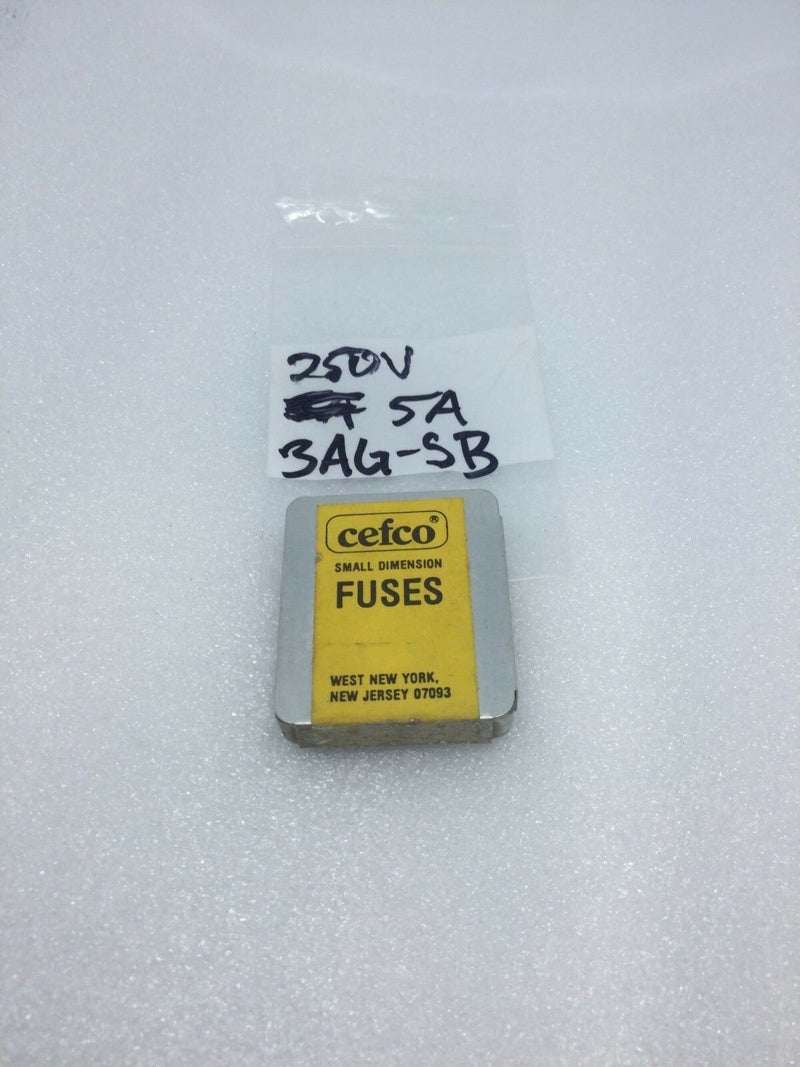 250V
5A
3AG-SB
cefco®
SMALL DIMENSION
FUSES
WEST NEW YORK,
NEW JERSEY 07093